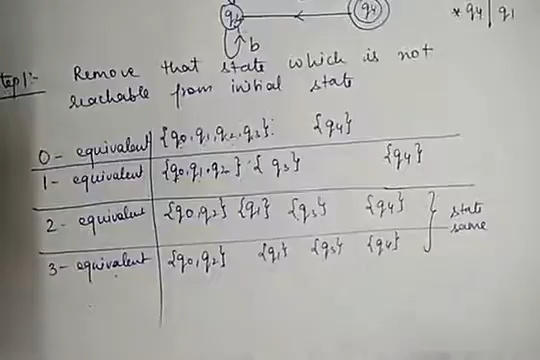 q4
* q4 | q1
b
Step1:- Remove that state which is not
reachable from initial state
0- equivalent {q0, q1, q2, q3} {q4}
1- equivalent {q0, q1, q2} {q3} {q4}
2- equivalent {q0, q2} {q1} {q3} {q4}
state
same
3- equivalent {q0, q2} {q1} {q3} {q4}